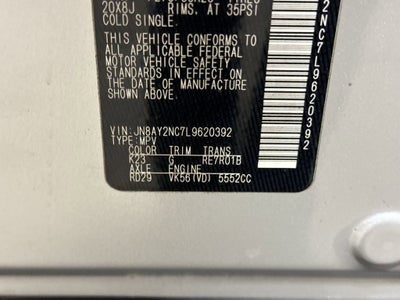 20X8J RIMS, AT 35PSI
COLD SINGLE.
THIS VEHICLE CONFORMS TO
ALL APPLICABLE FEDERAL
MOTOR VEHICLE SAFETY
STANDARDS IN EFFECT ON
THE DATE OF MANUFACTURE
SHOWN ABOVE.
VIN:JN8AY2NC7L9620392
TYPE:MPV
COLOR TRIM TRANS
K23 G RE7R01B
AXLE ENGINE
RD29 VK56(VD) 5552CC
2NC7L9620392